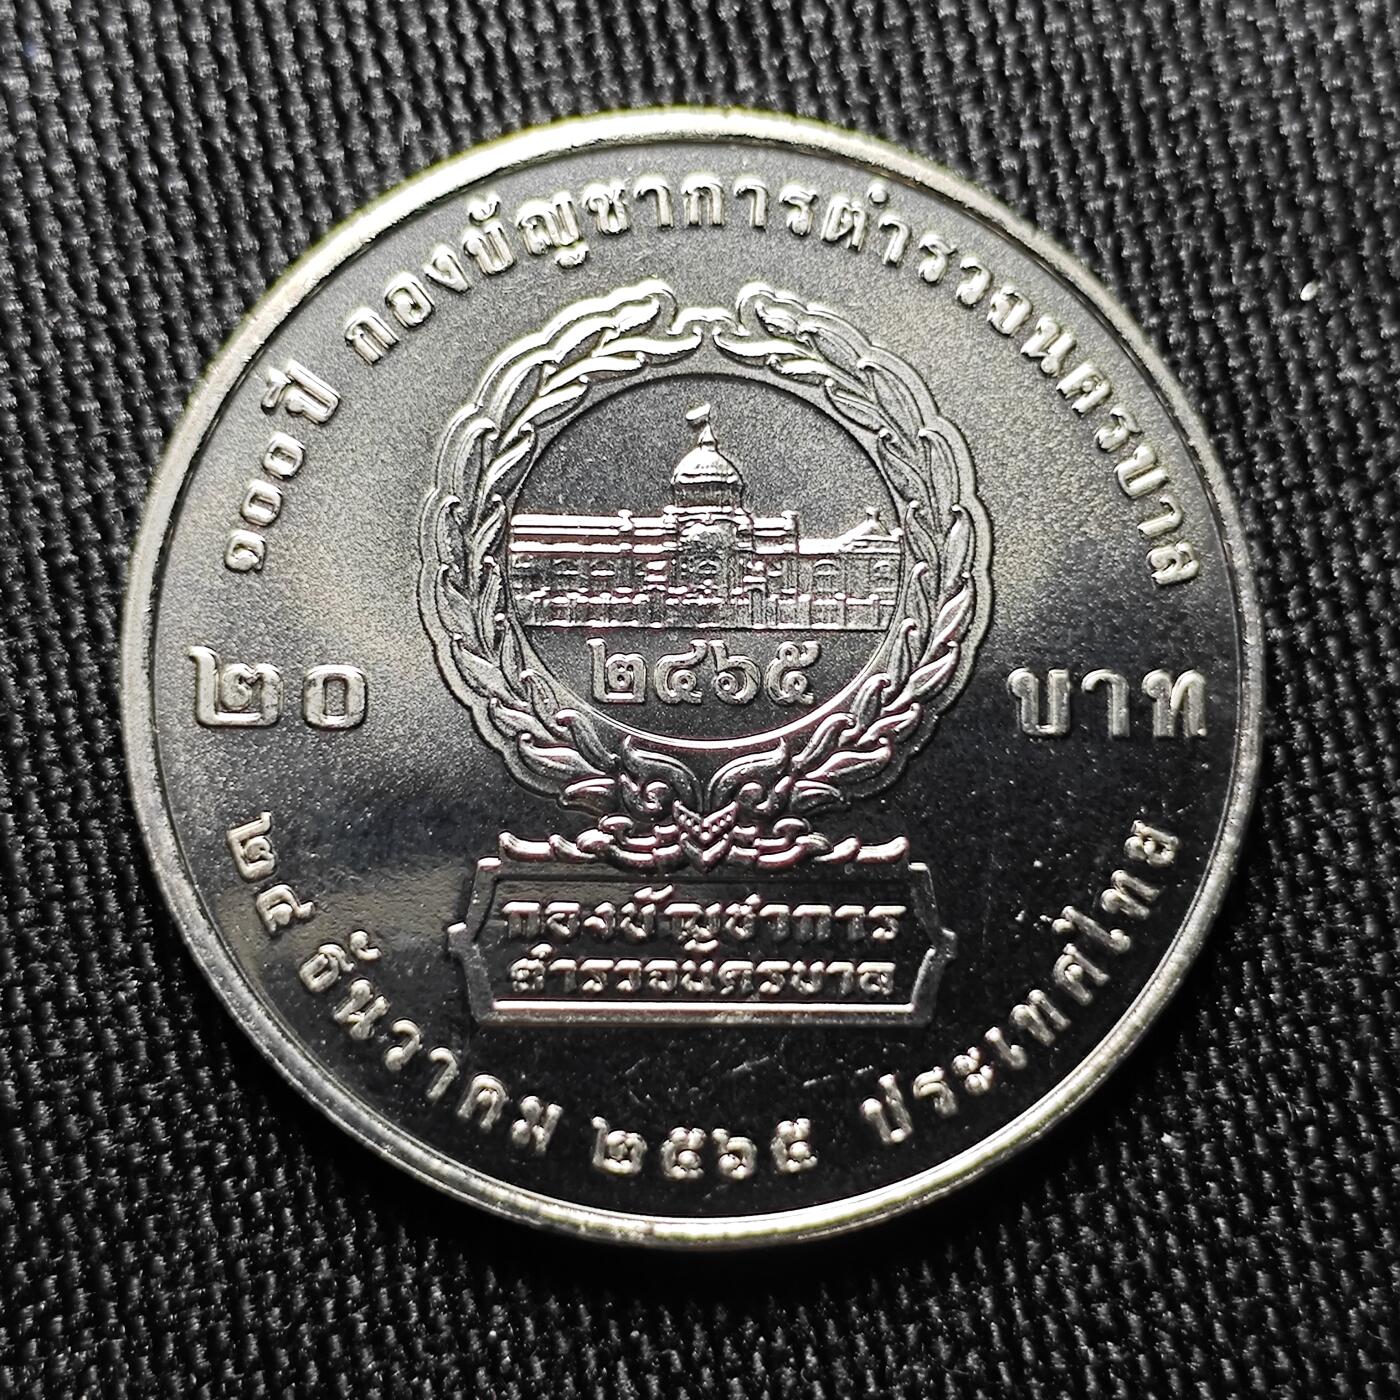 ๑๐๐ ปี กองบัญชาการตำรวจนครบาล
๒๔๖๕
๒๐ บาท
กองบัญชาการ
ตำรวจนครบาล
๒๘ ธันวาคม ๒๕๖๕ ประเทศไทย